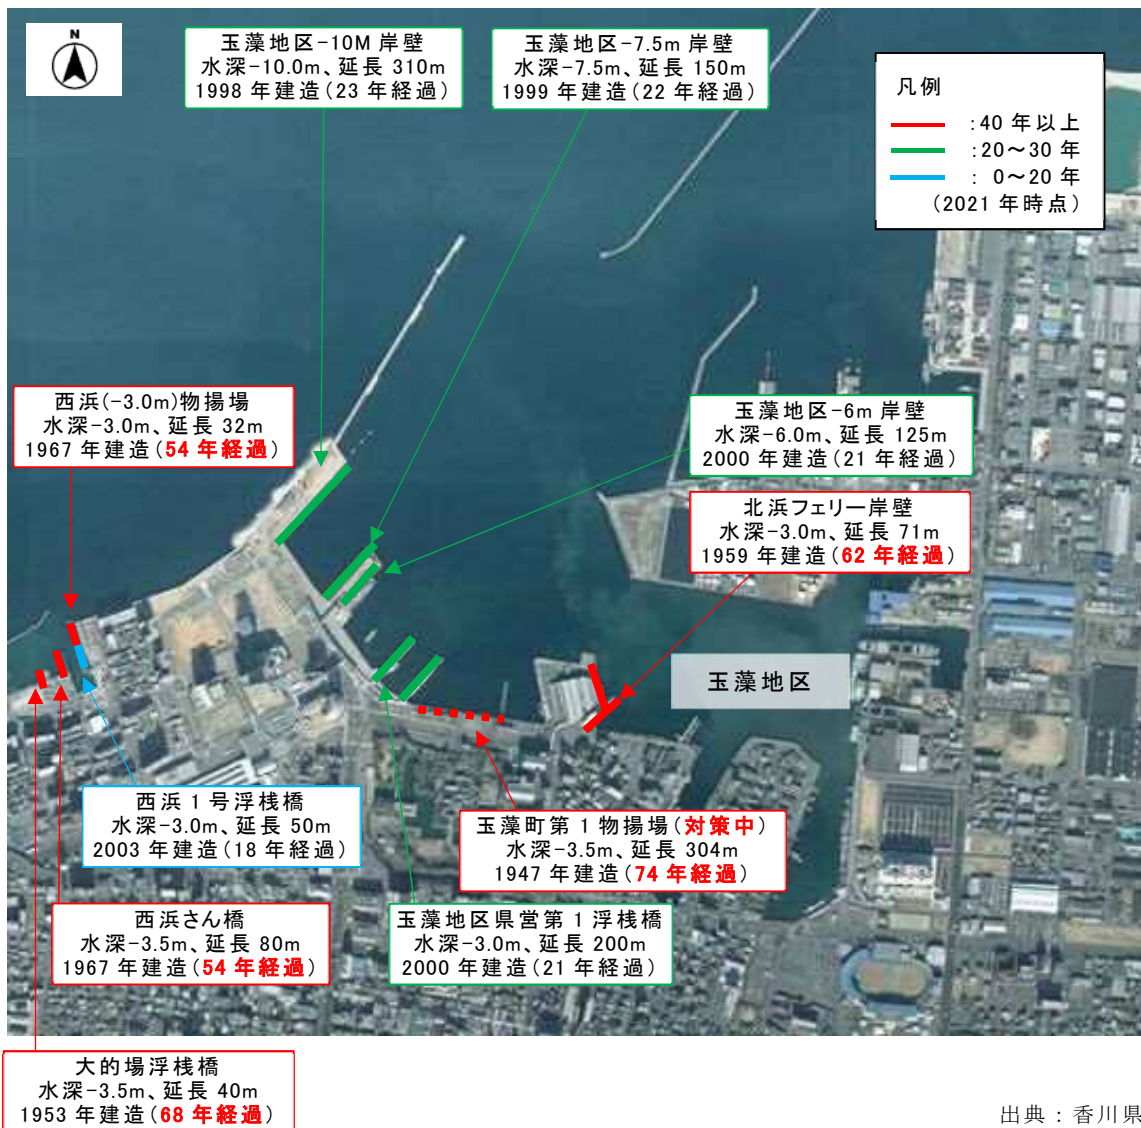 N
玉藻地区-10M 岸壁
水深-10.0m、延長 310m
1998 年建造(23 年経過)
玉藻地区-7.5m 岸壁
水深-7.5m、延長 150m
1999 年建造(22 年経過)
凡例
:40 年以上
:20～30 年
: 0～20 年
(2021 年時点)
西浜(-3.0m)物揚場
水深-3.0m、延長 32m
1967 年建造(54 年経過)
玉藻地区-6m 岸壁
水深-6.0m、延長 125m
2000 年建造(21 年経過)
北浜フェリー岸壁
水深-3.0m、延長 71m
1959 年建造(62 年経過)
玉藻地区
西浜 1 号浮桟橋
水深-3.0m、延長 50m
2003 年建造(18 年経過)
玉藻町第 1 物揚場(対策中)
水深-3.5m、延長 304m
1947 年建造(74 年経過)
西浜さん橋
水深-3.5m、延長 80m
1967 年建造(54 年経過)
玉藻地区県営第 1 浮桟橋
水深-3.0m、延長 200m
2000 年建造(21 年経過)
大的場浮桟橋
水深-3.5m、延長 40m
1953 年建造(68 年経過)
出典：香川県